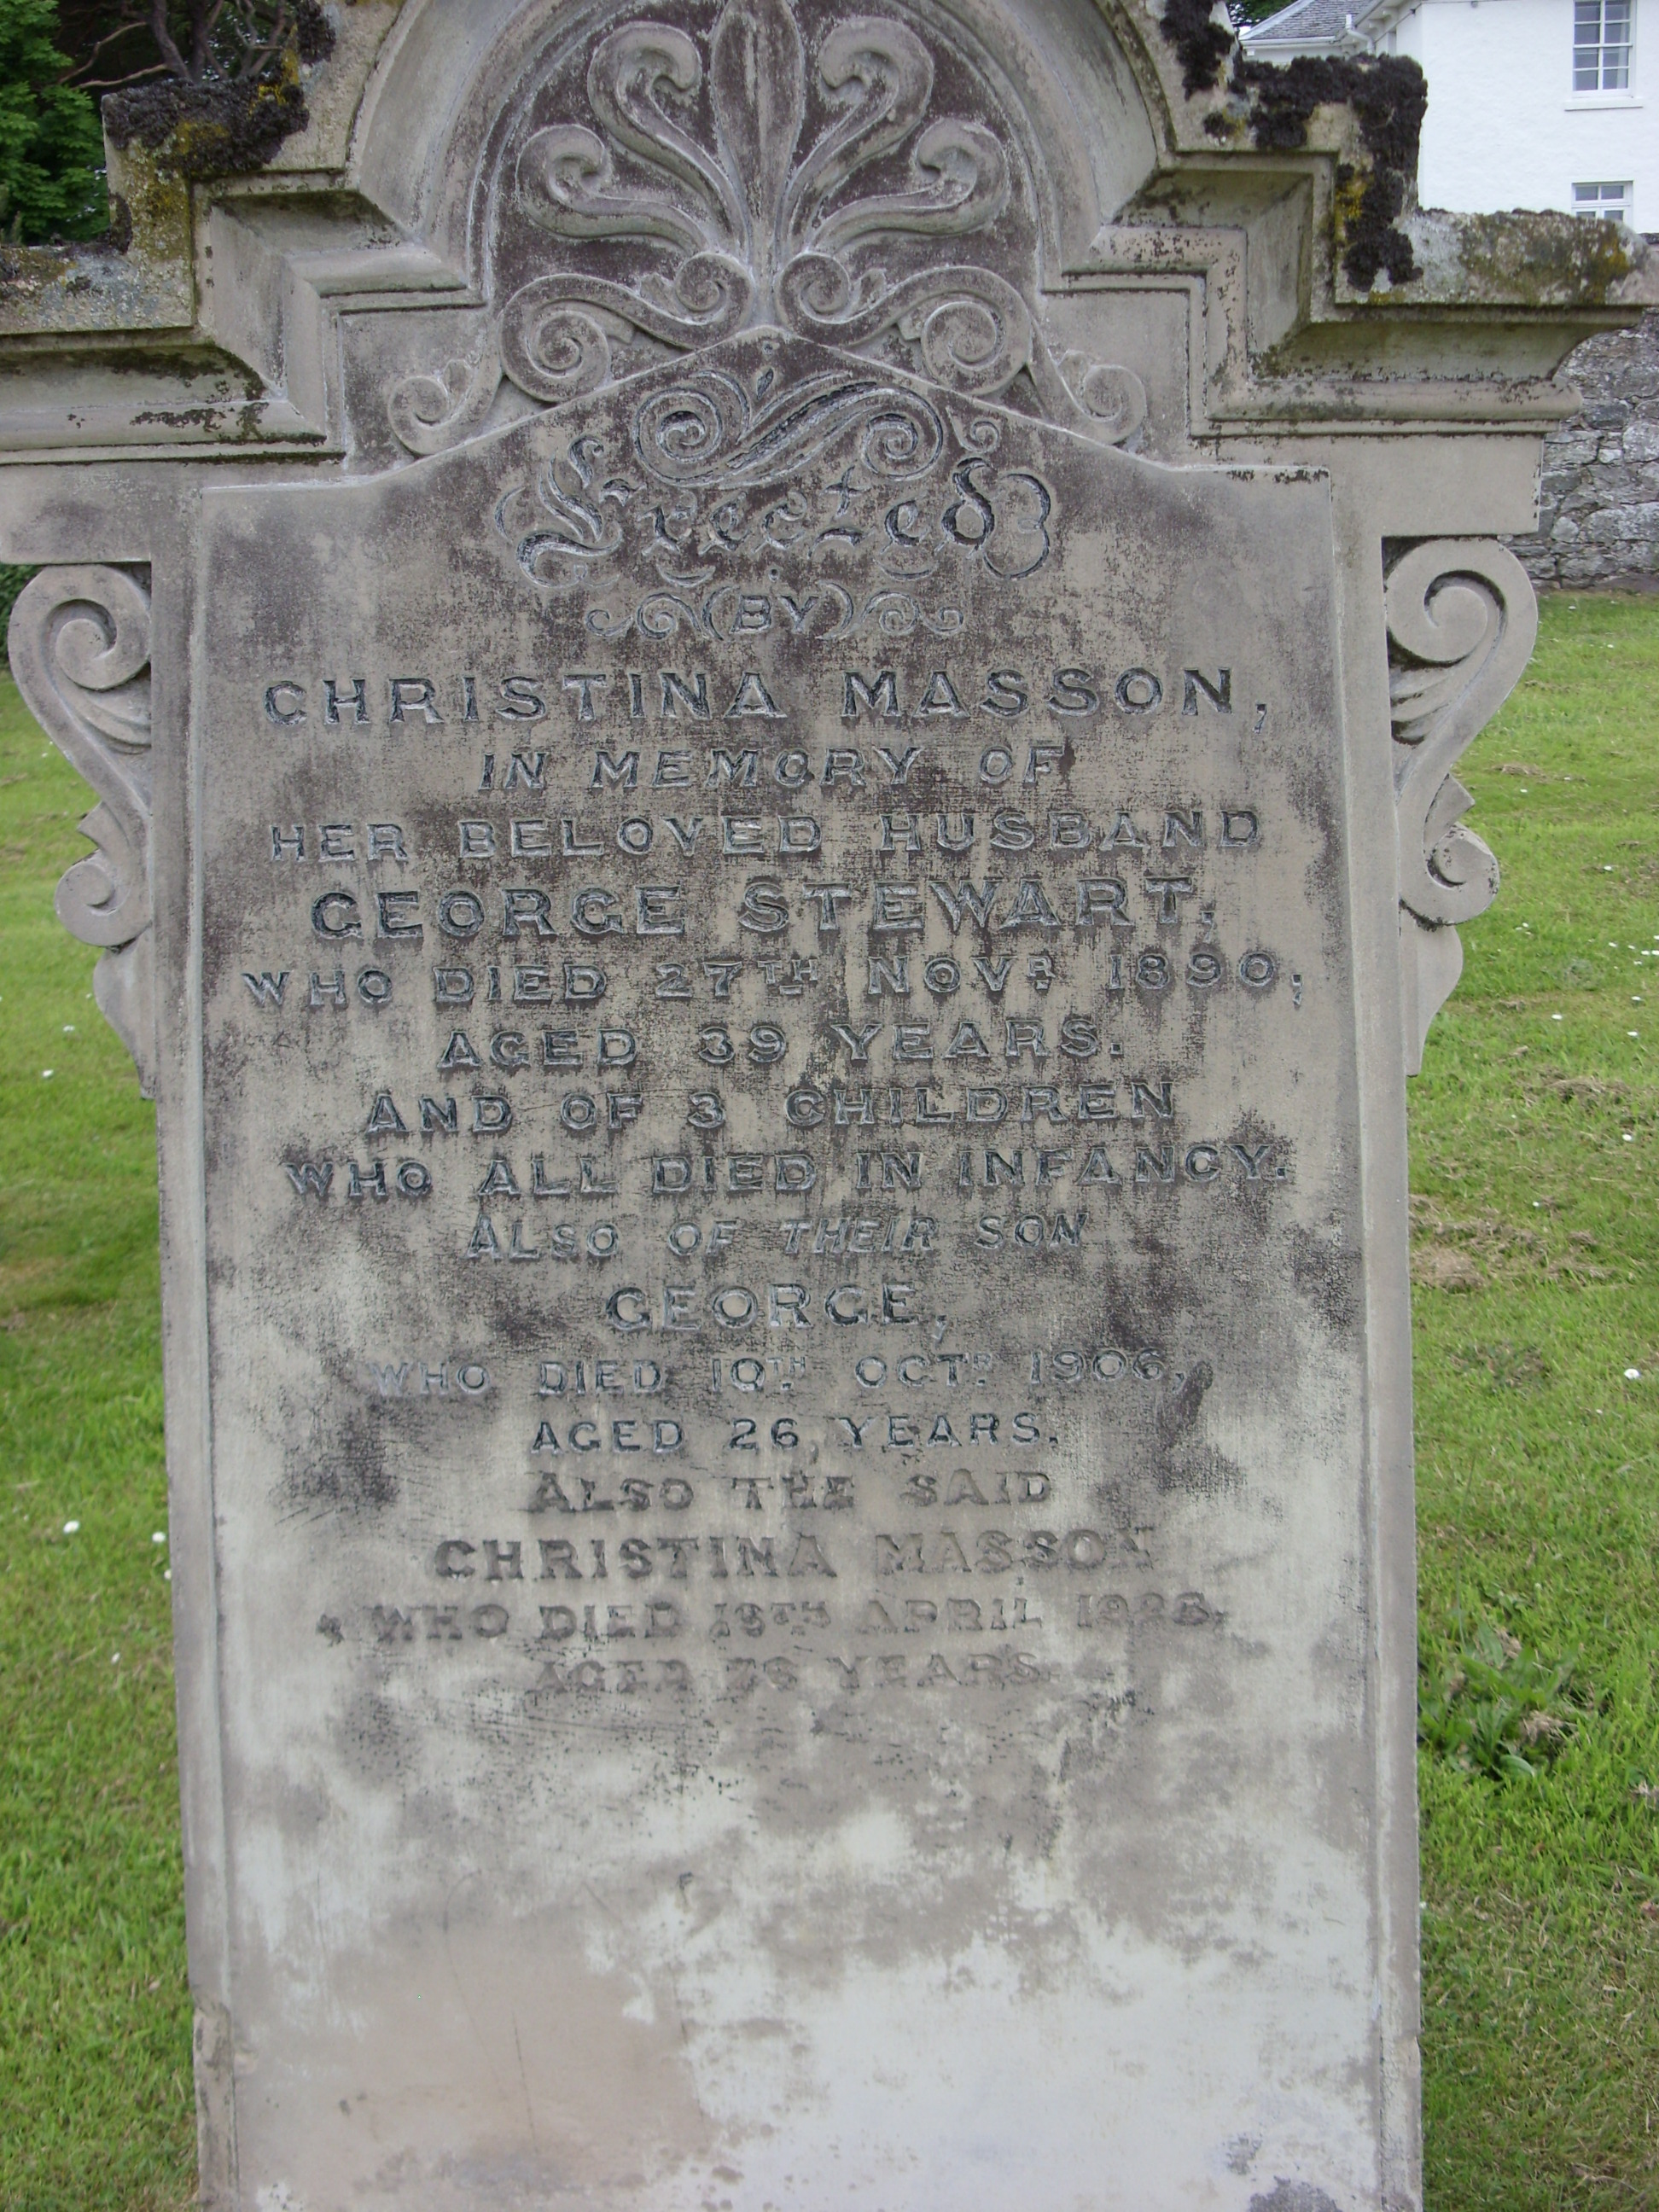 Erected
(BY)
CHRISTINA MASSON,
IN MEMORY OF
HER BELOVED HUSBAND
GEORGE STEWART,
WHO DIED 27TH NOVR 1890,
AGED 39 YEARS.
AND OF 3 CHILDREN
WHO ALL DIED IN INFANCY.
ALSO OF THEIR SON
GEORGE,
WHO DIED 10TH OCTR 1906,
AGED 26 YEARS.
ALSO THE SAID
CHRISTINA MASSON
WHO DIED 19TH APRIL
AGED YEARS